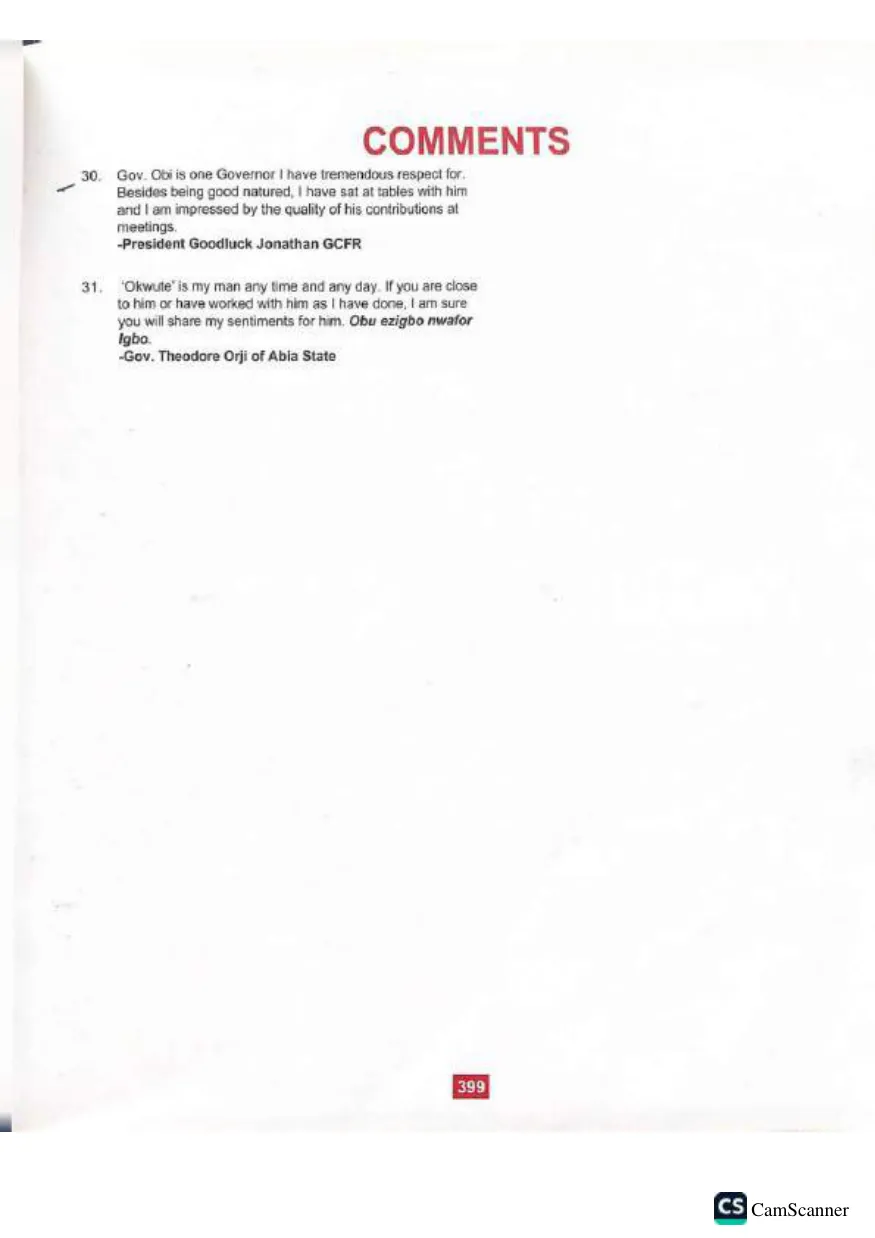 COMMENTS
30. Gov. Obi is one Governor I have tremendous respect for.
Besides being good natured, I have sat at tables with him
and I am impressed by the quality of his contributions at
meetings.
-President Goodluck Jonathan GCFR
31. 'Okwute' is my man any time and any day. If you are close
to him or have worked with him as I have done, I am sure
you will share my sentiments for him. Obu ezigbo nwafor
Igbo.
-Gov. Theodore Orji of Abia State
399
CS CamScanner